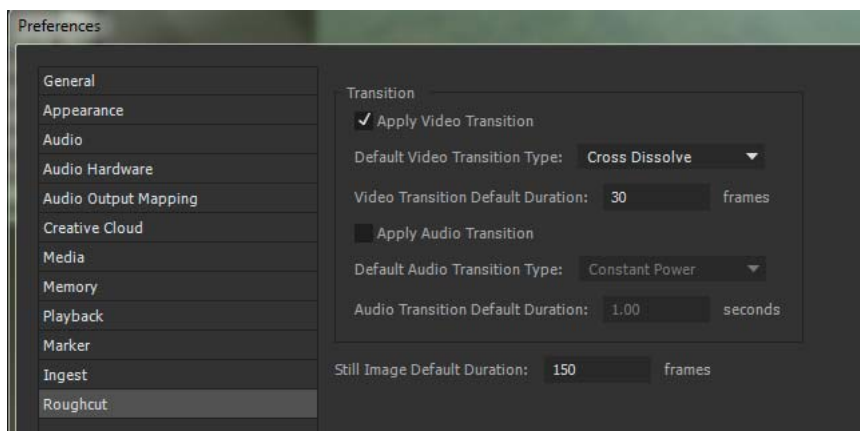 Preferences
General
Appearance
Audio
Audio Hardware
Audio Output Mapping
Creative Cloud
Media
Memory
Playback
Marker
Ingest
Roughcut
Transition
Apply Video Transition
Default Video Transition Type: Cross Dissolve
Video Transition Default Duration: 30 frames
Apply Audio Transition
Default Audio Transition Type: Constant Power
Audio Transition Default Duration: 1.00 seconds
Still Image Default Duration: 150 frames